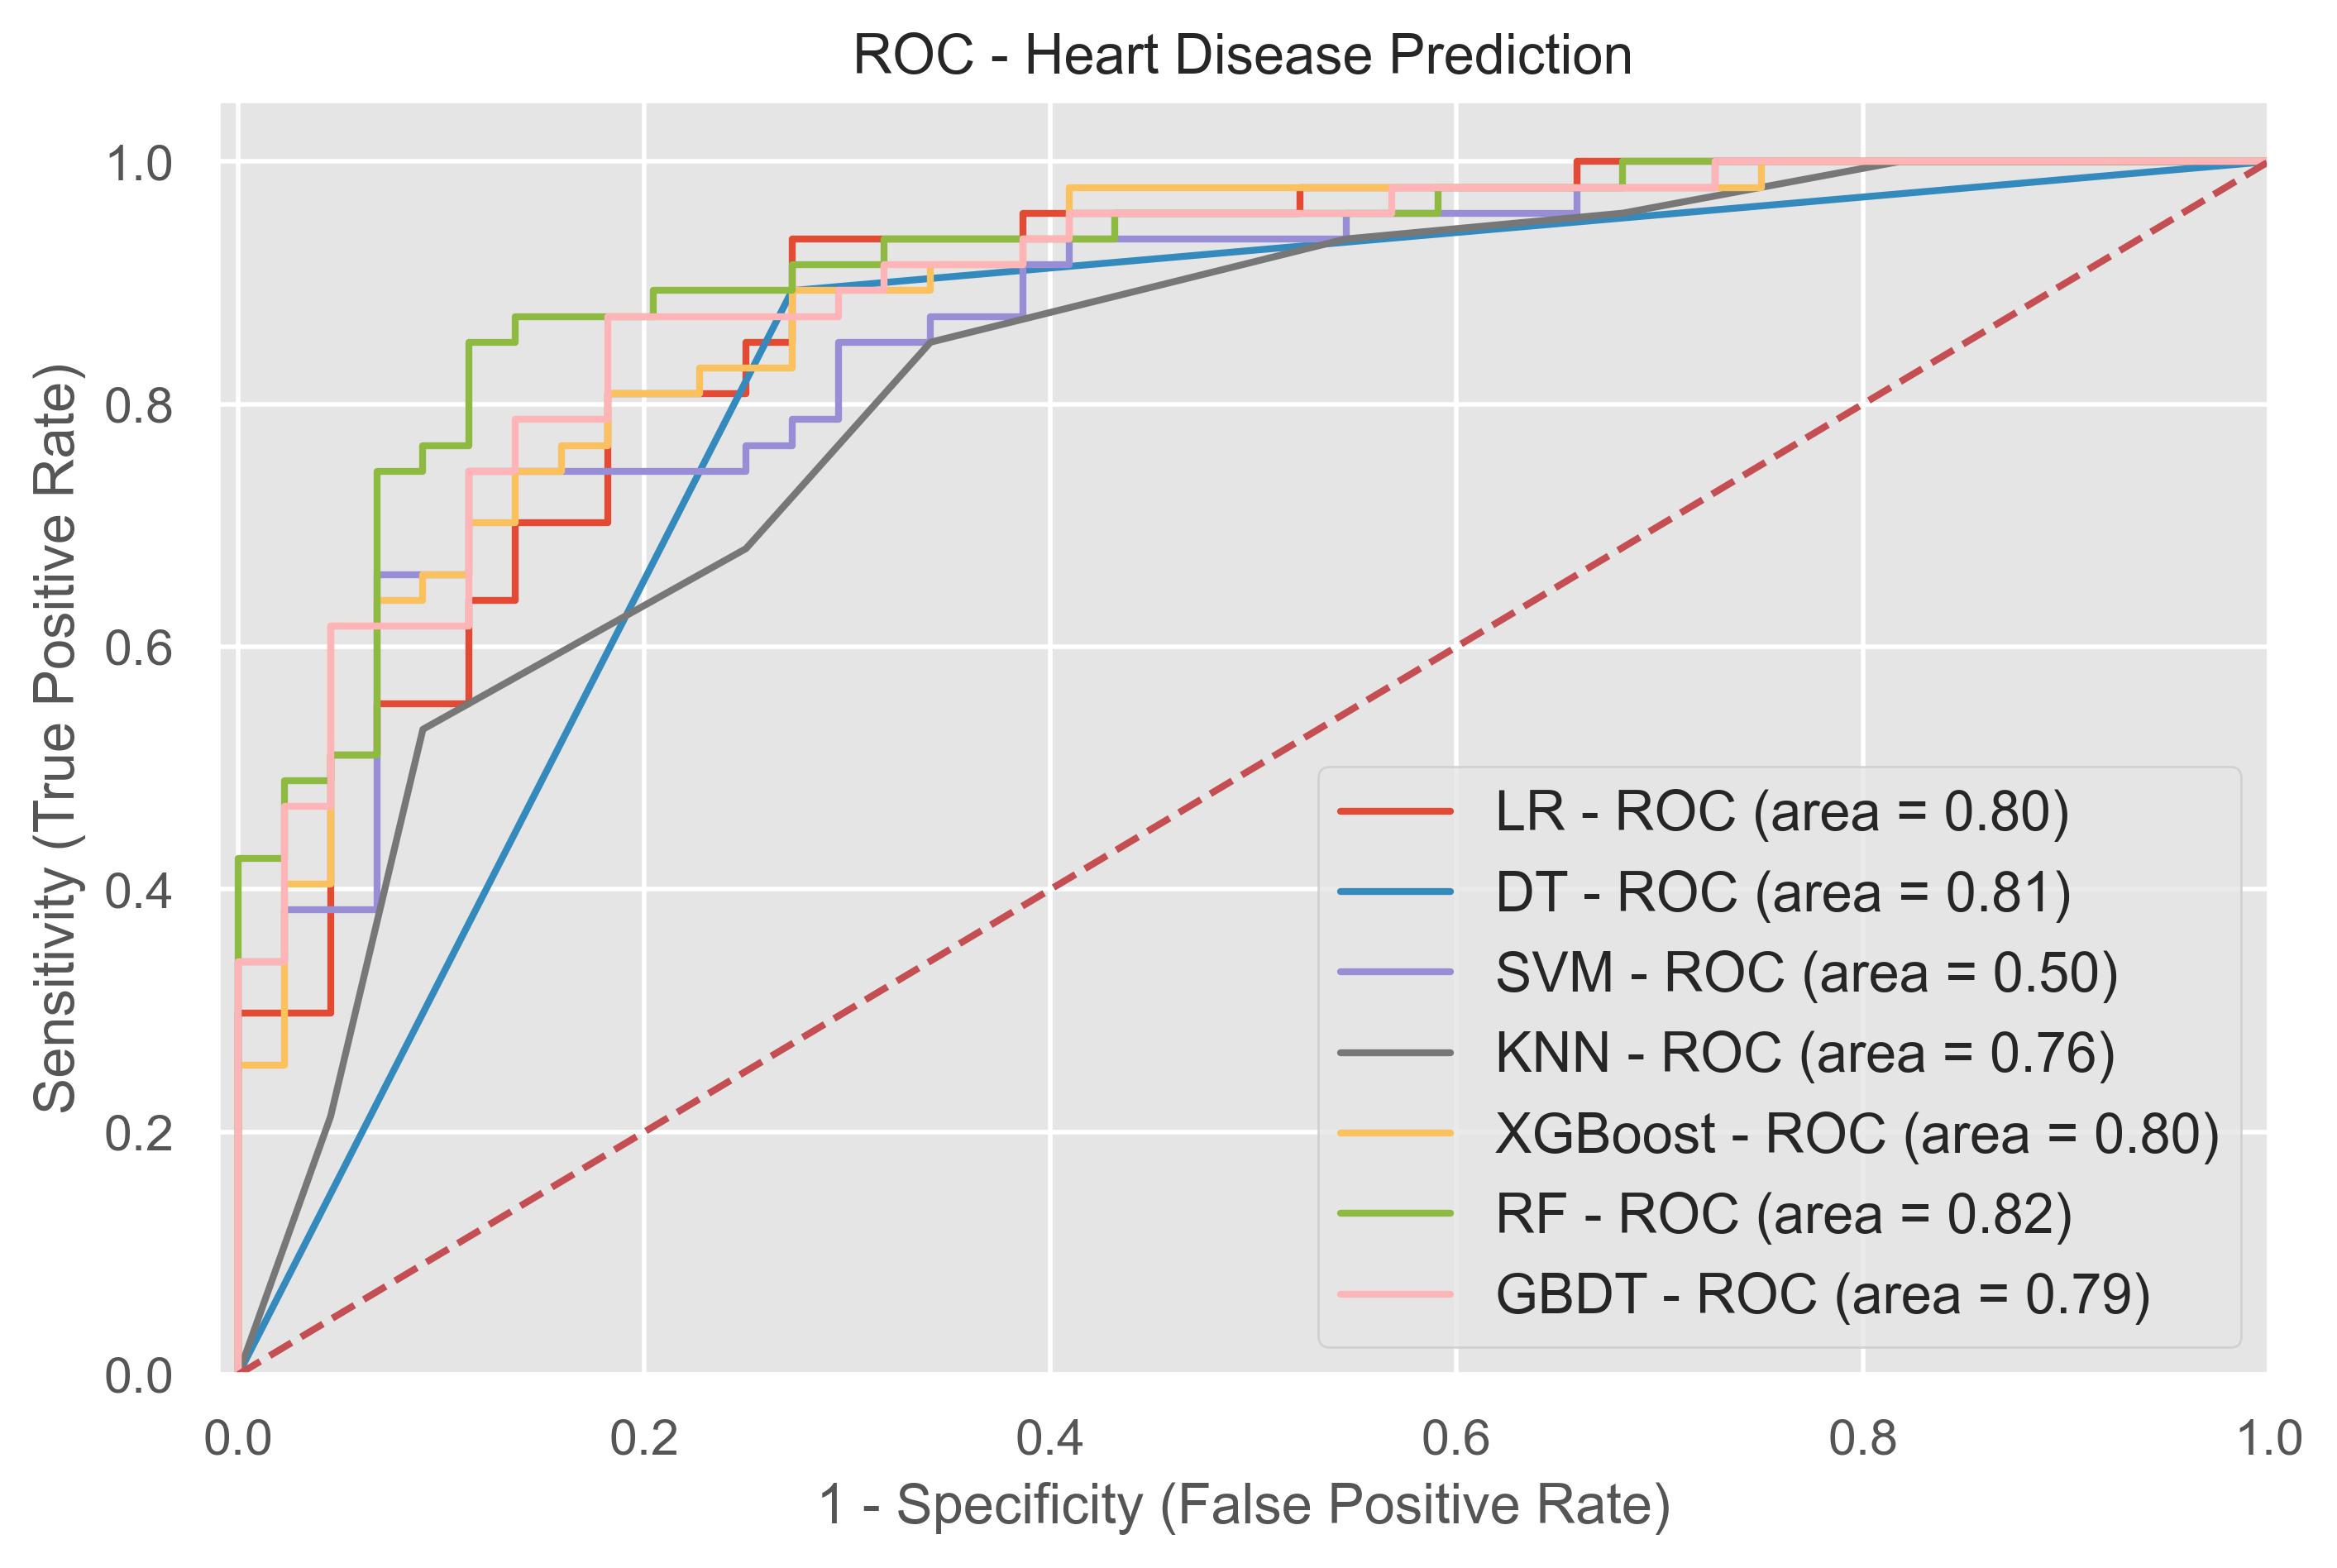 ROC - Heart Disease Prediction
Sensitivity (True Positive Rate)
1.0
0.8
0.6
0.4
0.2
0.0
LR - ROC (area = 0.80)
DT - ROC (area = 0.81)
SVM - ROC (area = 0.50)
KNN - ROC (area = 0.76)
XGBoost - ROC (area = 0.80)
RF - ROC (area = 0.82)
GBDT - ROC (area = 0.79)
0.0 0.2 0.4 0.6 0.8 1.0
1 - Specificity (False Positive Rate)